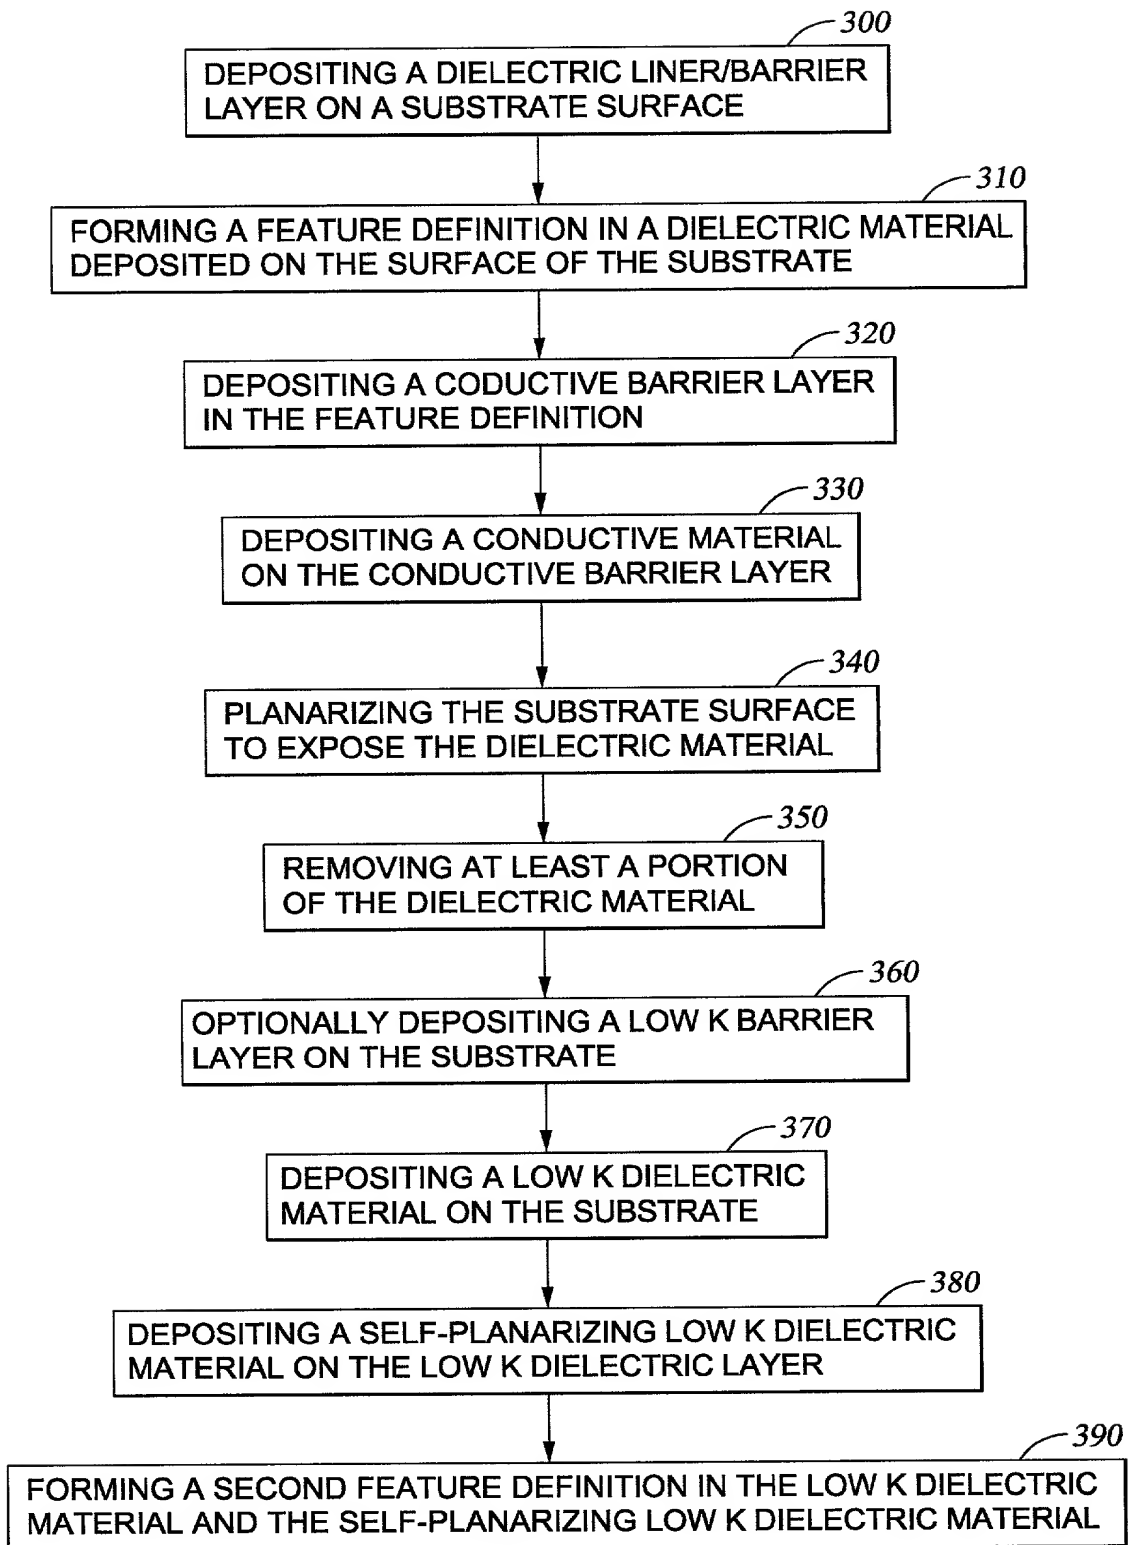 300
DEPOSITING A DIELECTRIC LINER/BARRIER
LAYER ON A SUBSTRATE SURFACE
310
FORMING A FEATURE DEFINITION IN A DIELECTRIC MATERIAL
DEPOSITED ON THE SURFACE OF THE SUBSTRATE
320
DEPOSITING A CODUCTIVE BARRIER LAYER
IN THE FEATURE DEFINITION
330
DEPOSITING A CONDUCTIVE MATERIAL
ON THE CONDUCTIVE BARRIER LAYER
340
PLANARIZING THE SUBSTRATE SURFACE
TO EXPOSE THE DIELECTRIC MATERIAL
350
REMOVING AT LEAST A PORTION
OF THE DIELECTRIC MATERIAL
360
OPTIONALLY DEPOSITING A LOW K BARRIER
LAYER ON THE SUBSTRATE
370
DEPOSITING A LOW K DIELECTRIC
MATERIAL ON THE SUBSTRATE
380
DEPOSITING A SELF-PLANARIZING LOW K DIELECTRIC
MATERIAL ON THE LOW K DIELECTRIC LAYER
390
FORMING A SECOND FEATURE DEFINITION IN THE LOW K DIELECTRIC
MATERIAL AND THE SELF-PLANARIZING LOW K DIELECTRIC MATERIAL